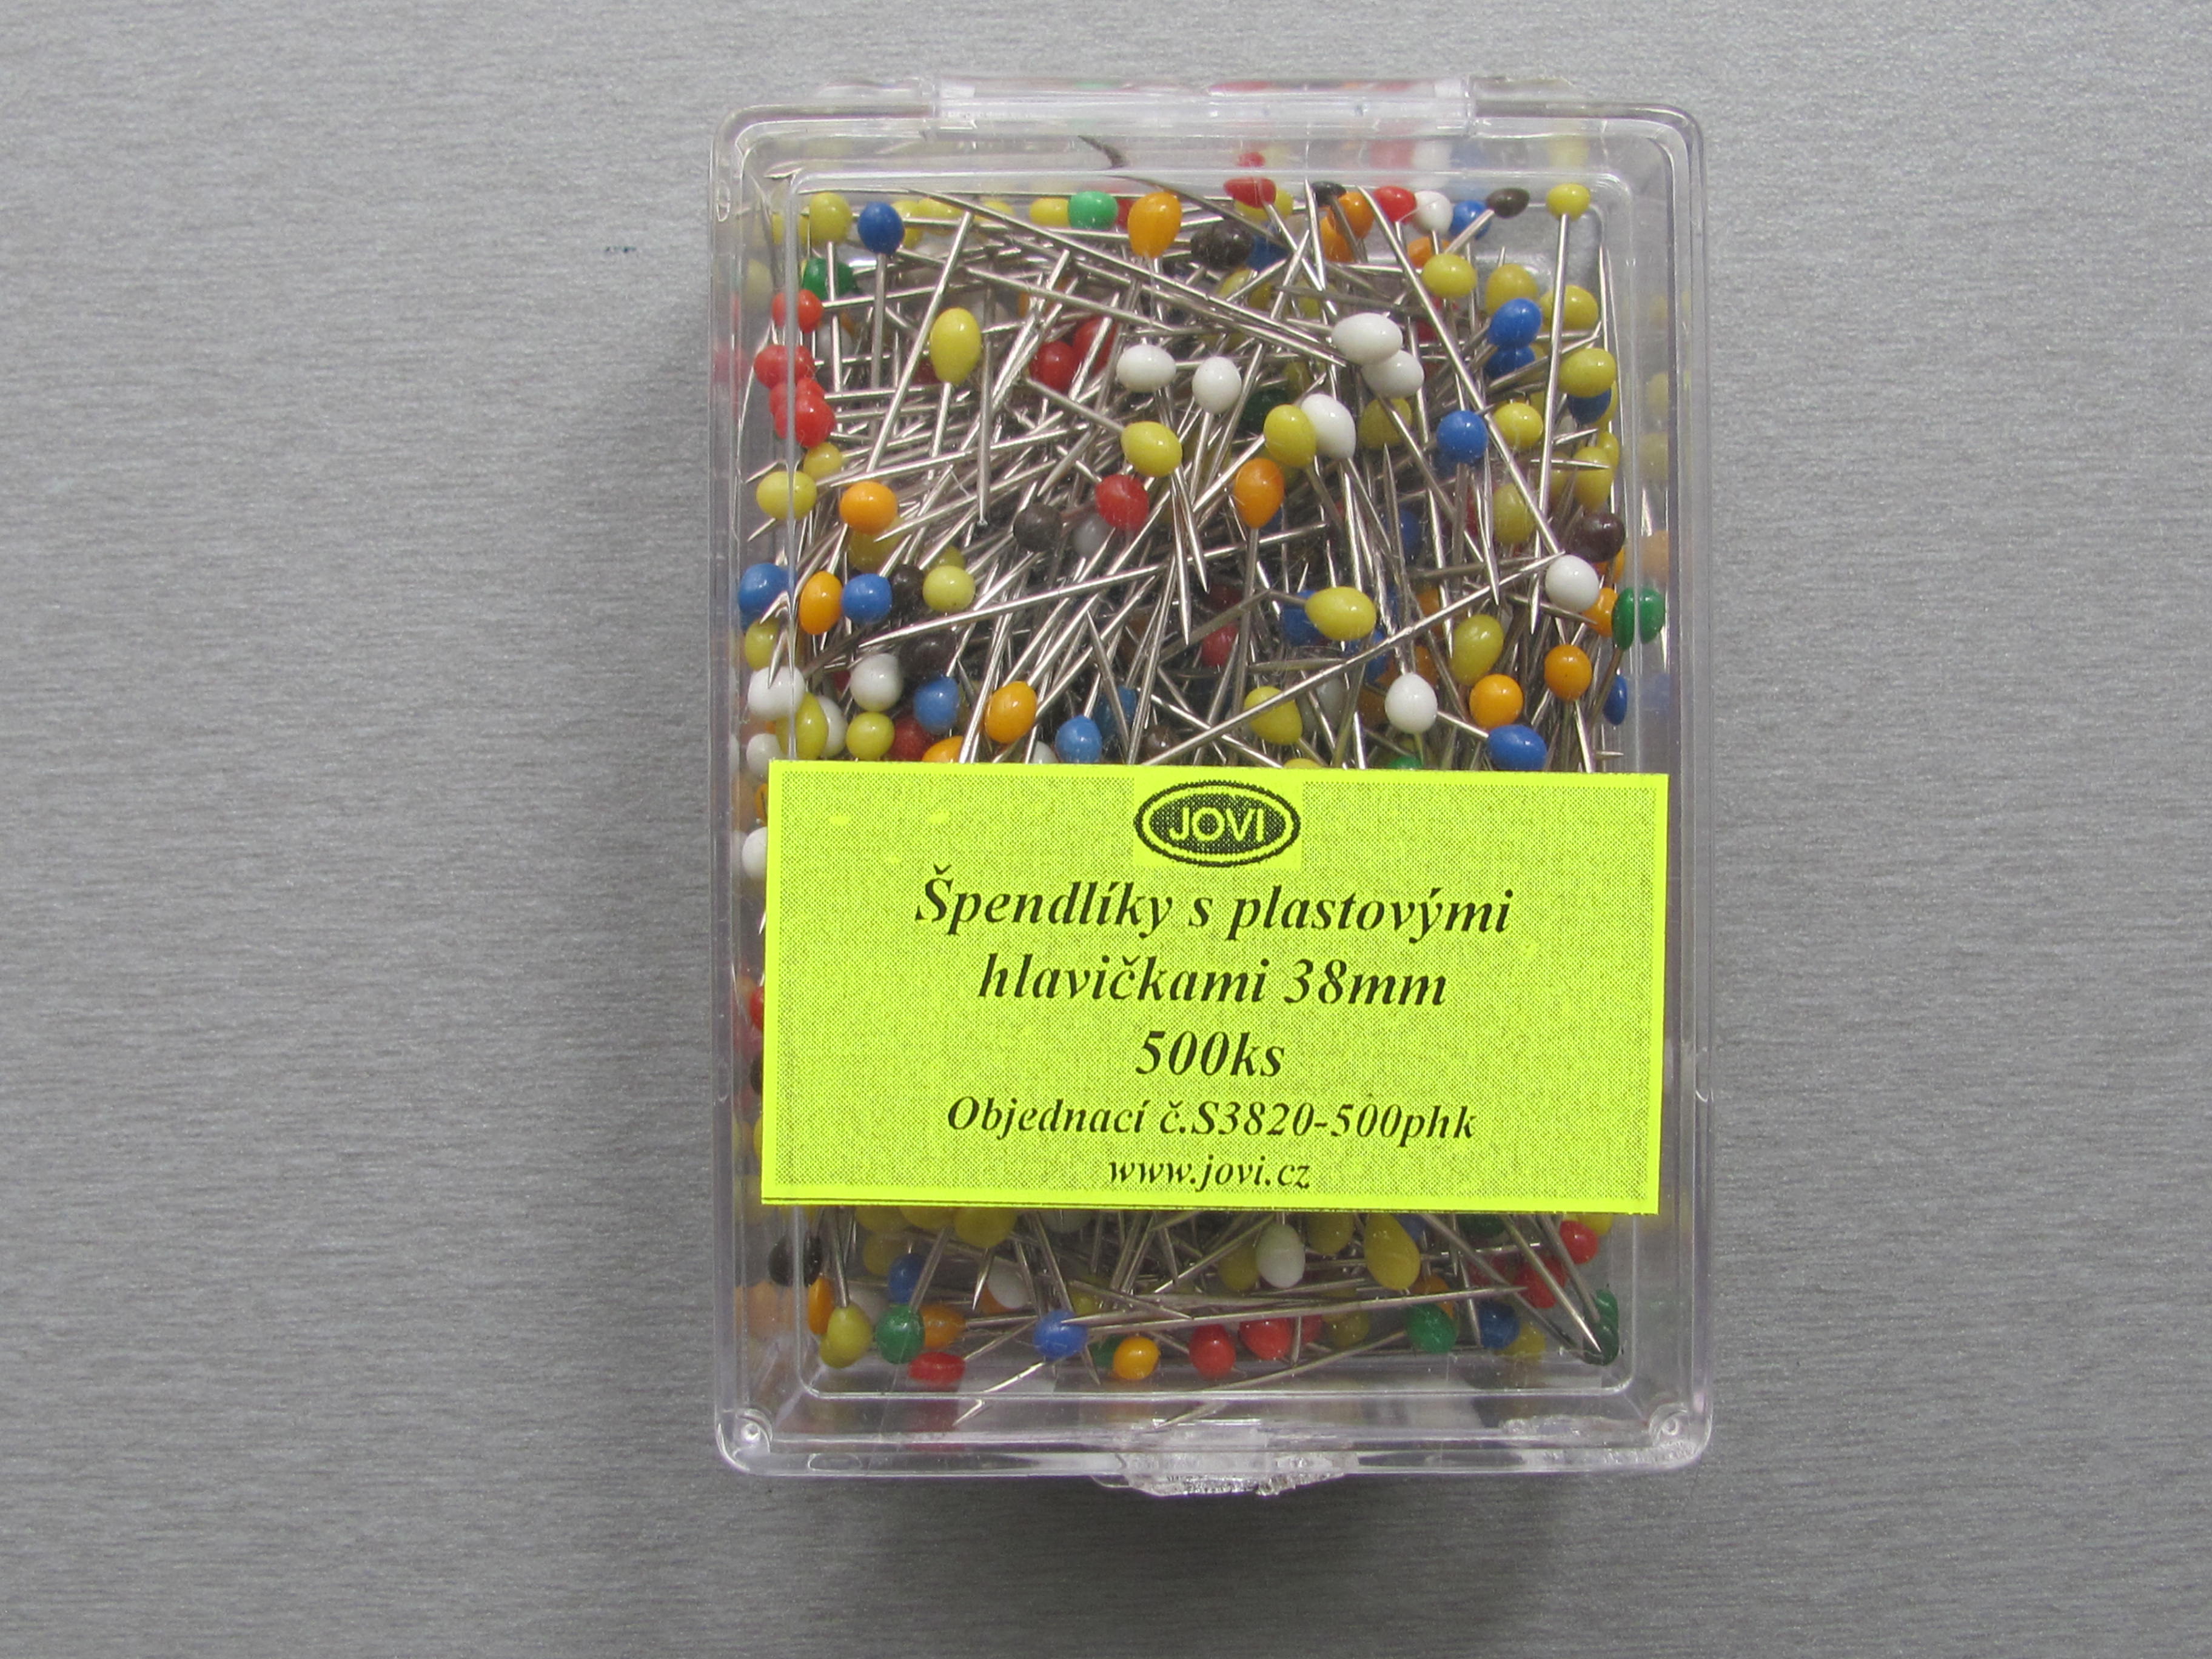 JOVI
Špendlíky s plastovými
hlavičkami 38mm
500ks
Objednací č.S3820-500phk
www.jovi.cz